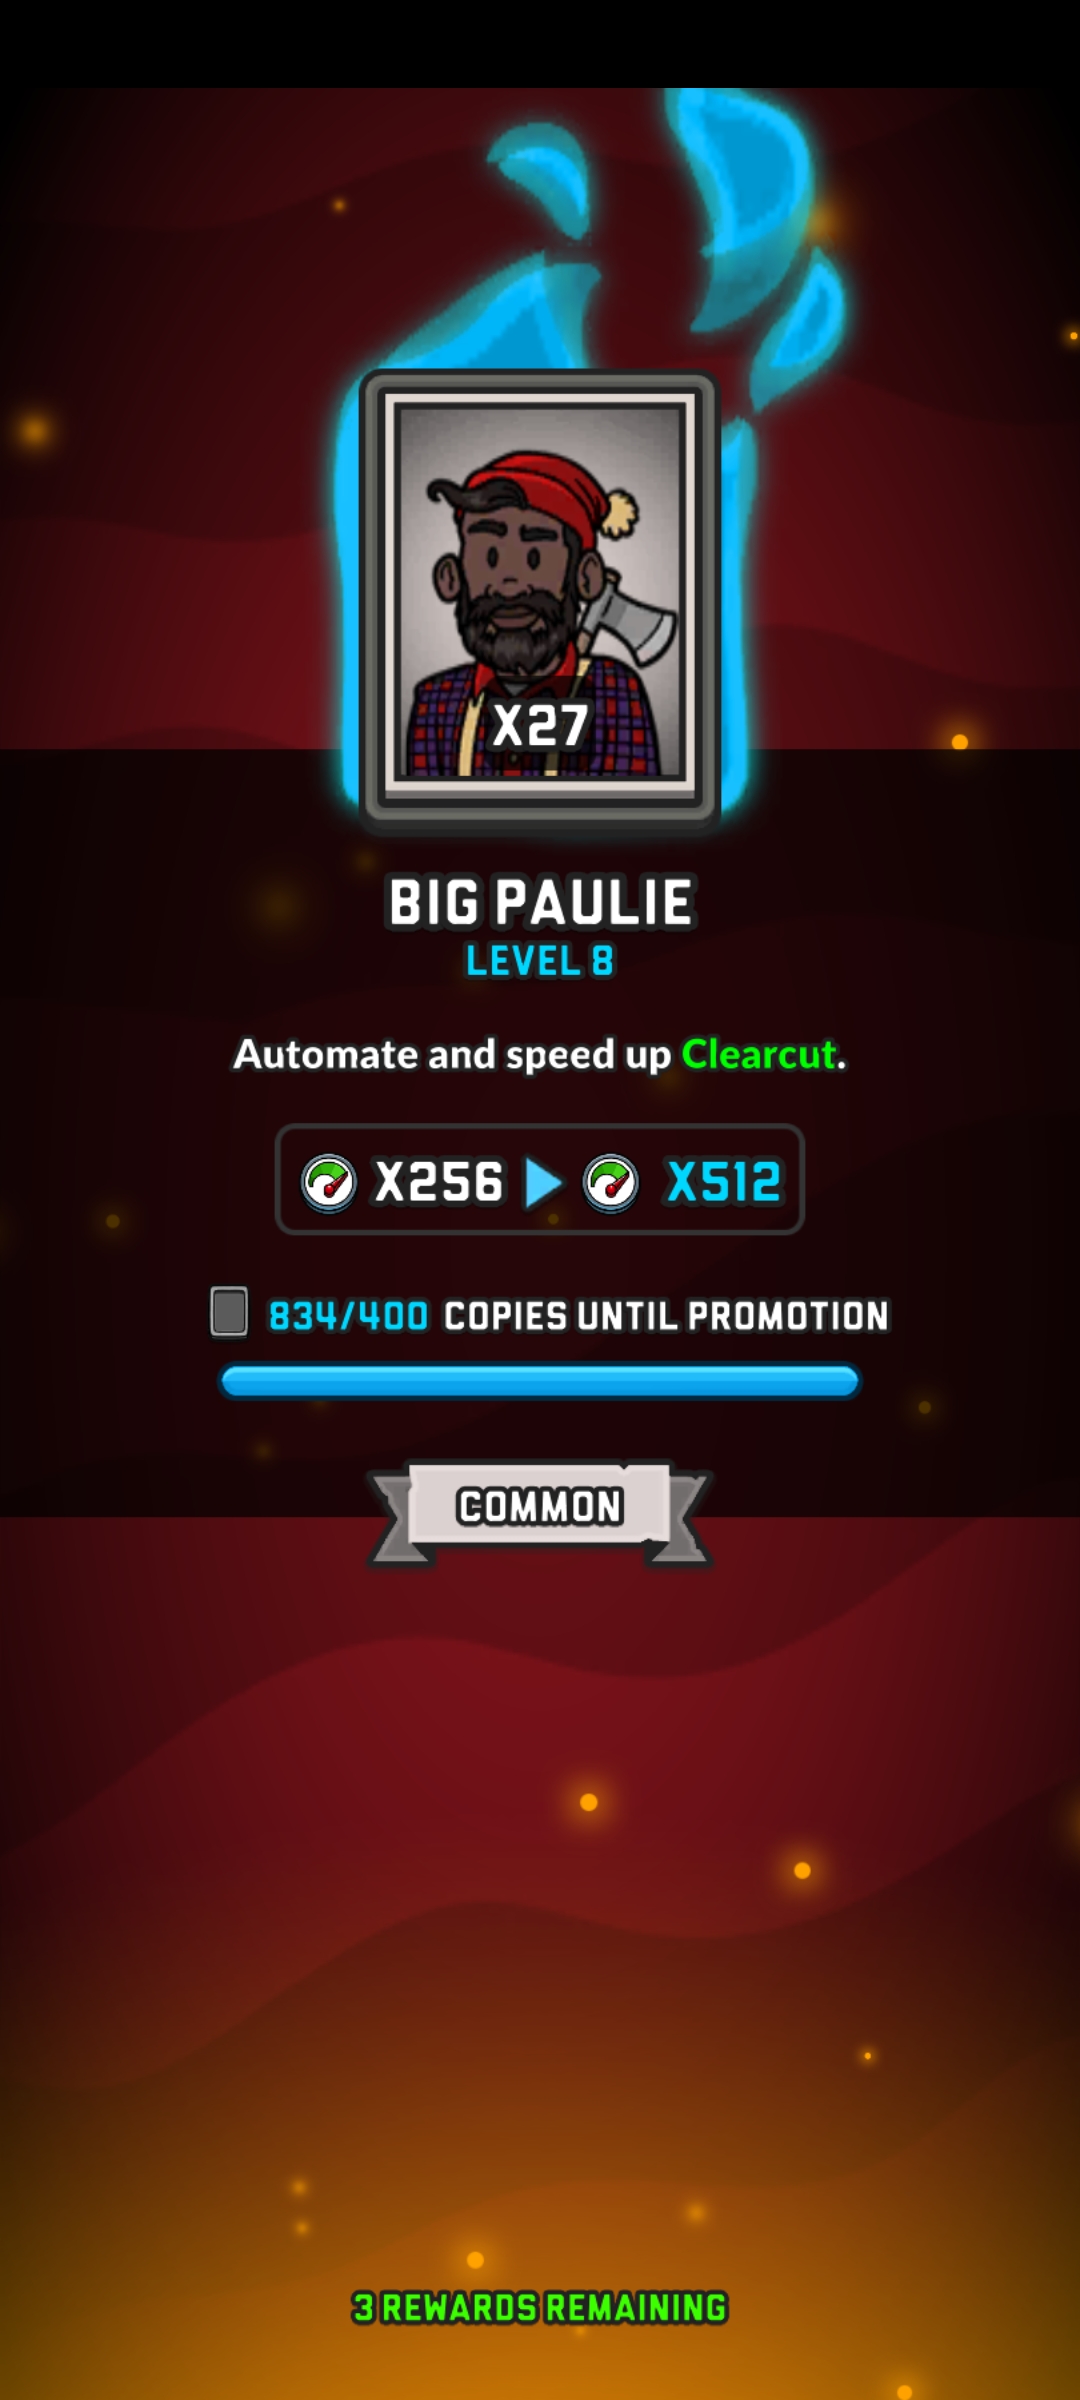 X27
BIG PAULIE
LEVEL 8
Automate and speed up Clearcut.
X256 X512
834/400 COPIES UNTIL PROMOTION
COMMON
3 REWARDS REMAINING